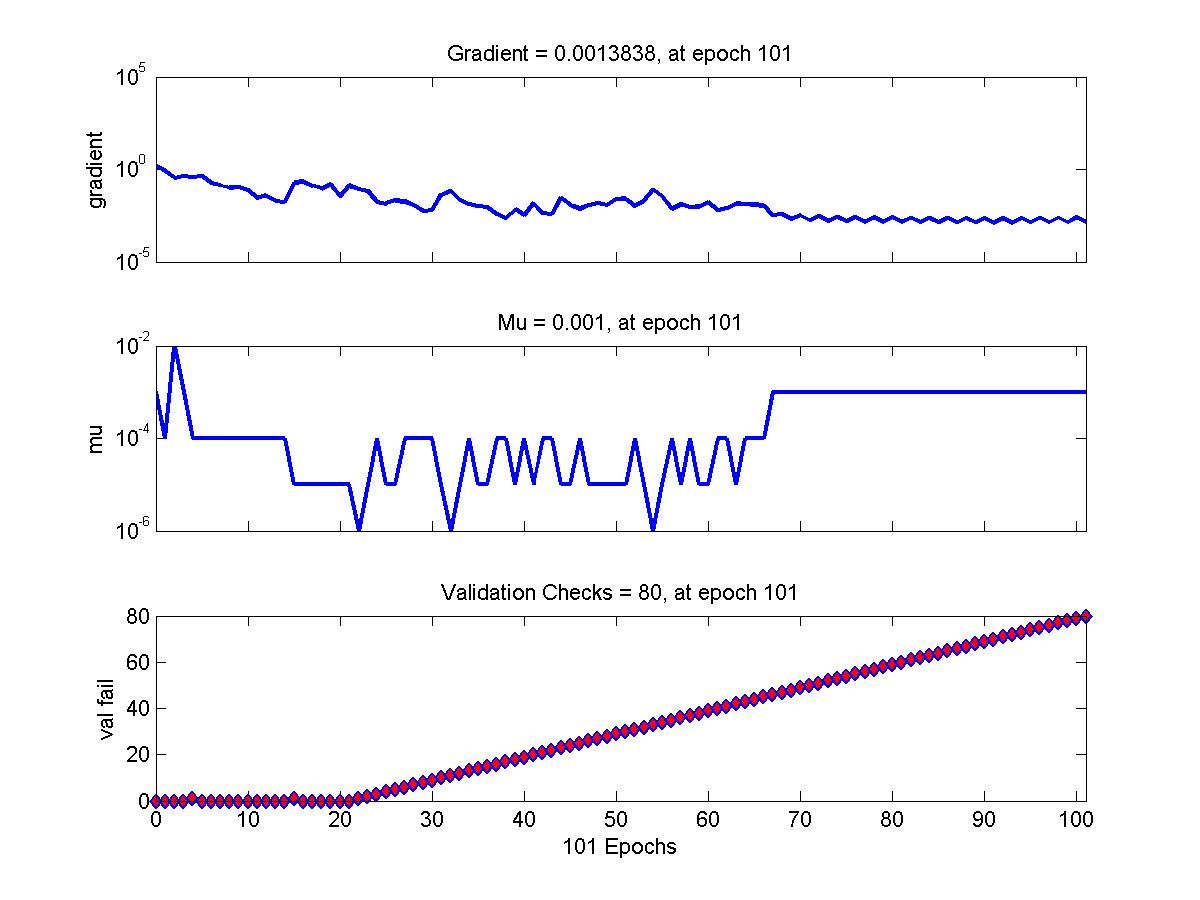 Gradient = 0.0013838, at epoch 101
10^5
10^0
10^-5
gradient
Mu = 0.001, at epoch 101
10^-2
10^-4
10^-6
mu
Validation Checks = 80, at epoch 101
80
60
40
20
0
val fail
0 10 20 30 40 50 60 70 80 90 100
101 Epochs